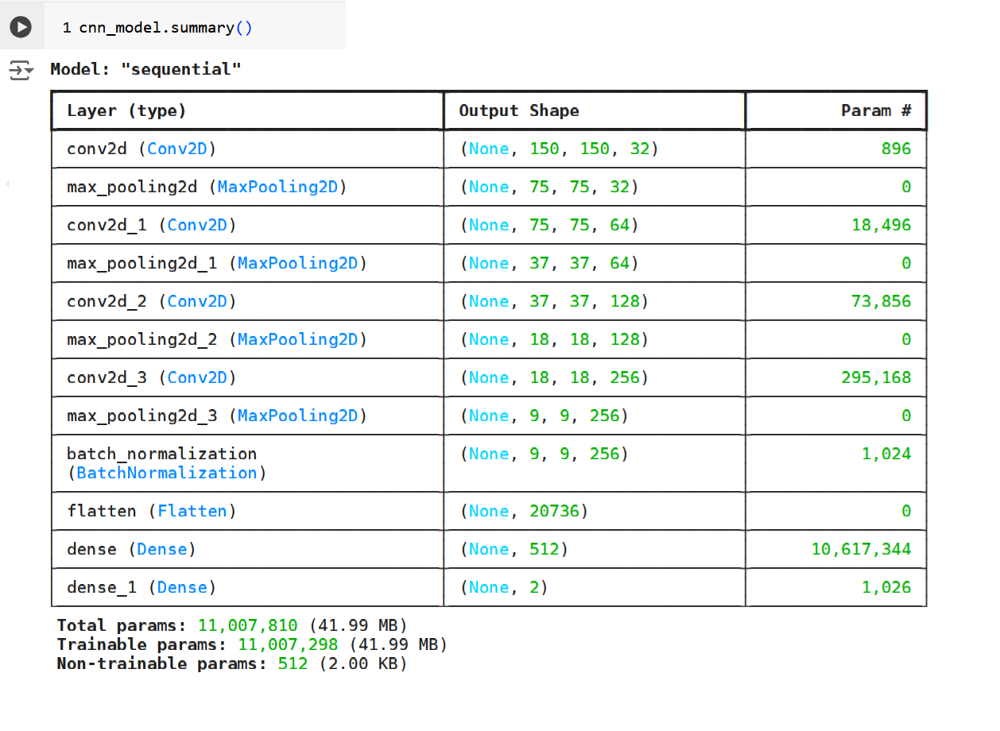 1 cnn_model.summary()
Model: "sequential"
Layer (type) Output Shape Param #
conv2d (Conv2D) (None, 150, 150, 32) 896
max_pooling2d (MaxPooling2D) (None, 75, 75, 32) 0
conv2d_1 (Conv2D) (None, 75, 75, 64) 18,496
max_pooling2d_1 (MaxPooling2D) (None, 37, 37, 64) 0
conv2d_2 (Conv2D) (None, 37, 37, 128) 73,856
max_pooling2d_2 (MaxPooling2D) (None, 18, 18, 128) 0
conv2d_3 (Conv2D) (None, 18, 18, 256) 295,168
max_pooling2d_3 (MaxPooling2D) (None, 9, 9, 256) 0
batch_normalization (None, 9, 9, 256) 1,024
(BatchNormalization)
flatten (Flatten) (None, 20736) 0
dense (Dense) (None, 512) 10,617,344
dense_1 (Dense) (None, 2) 1,026
Total params: 11,007,810 (41.99 MB)
Trainable params: 11,007,298 (41.99 MB)
Non-trainable params: 512 (2.00 KB)